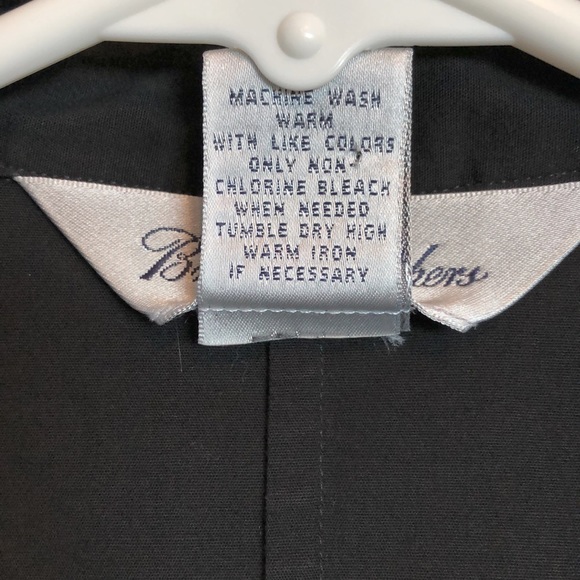 MACHINE WASH
WARM
WITH LIKE COLORS
ONLY NON
CHLORINE BLEACH
WHEN NEEDED
TUMBLE DRY HIGH
WARM IRON
IF NECESSARY